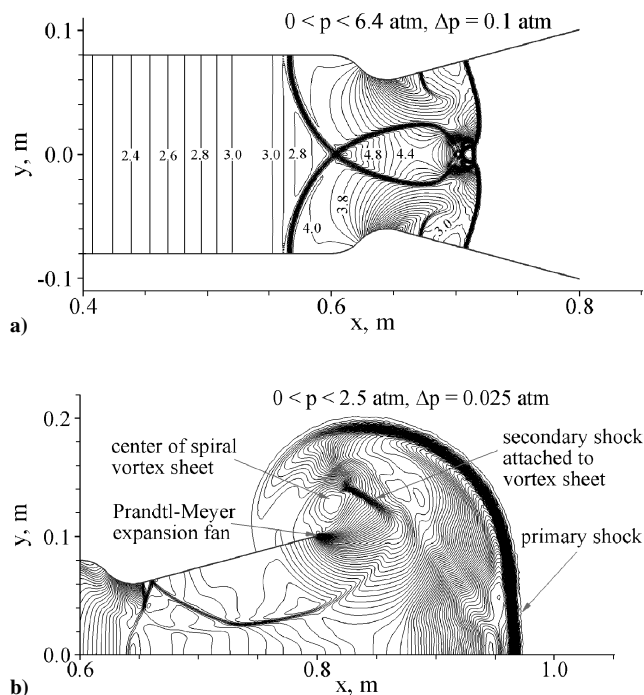 0 < p < 6.4 atm, Δp = 0.1 atm
0.1
y, m
0.0
2.4 2.6 2.8 3.0 3.0 2.8 4.8 4.4
3.8
4.0
3.0
-0.1
0.4 0.6 0.8
a) x, m
0 < p < 2.5 atm, Δp = 0.025 atm
0.2
center of spiral
vortex sheet
secondary shock
attached to
vortex sheet
Prandtl-Meyer
expansion fan
y, m
0.1
primary shock
0.0
0.6 0.8 1.0
b) x, m